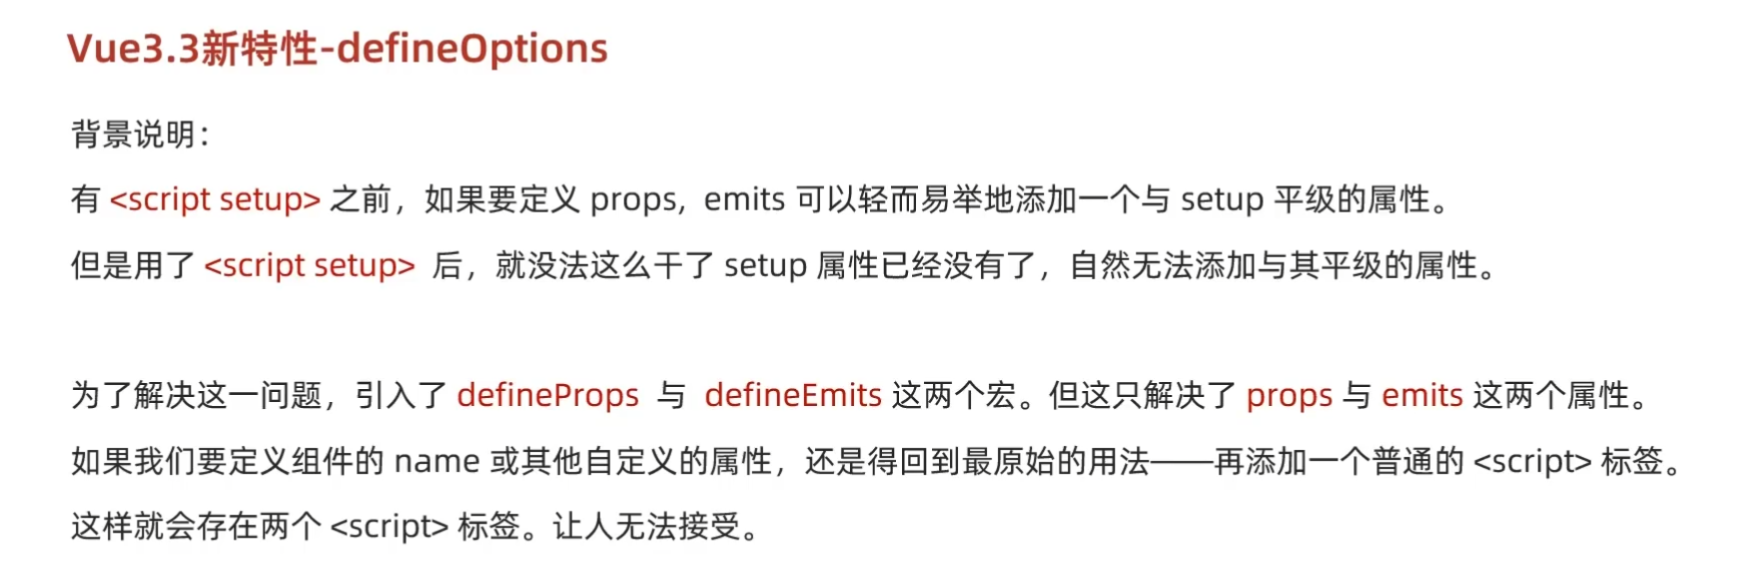 Vue3.3新特性-defineOptions
背景说明：
有 <script setup> 之前，如果要定义 props, emits 可以轻而易举地添加一个与 setup 平级的属性。
但是用了 <script setup> 后，就没法这么干了 setup 属性已经没有了，自然无法添加与其平级的属性。
为了解决这一问题，引入了 defineProps 与 defineEmits 这两个宏。但这只解决了 props 与 emits 这两个属性。
如果我们要定义组件的 name 或其他自定义的属性，还是得回到最原始的用法——再添加一个普通的 <script> 标签。
这样就会存在两个 <script> 标签。让人无法接受。